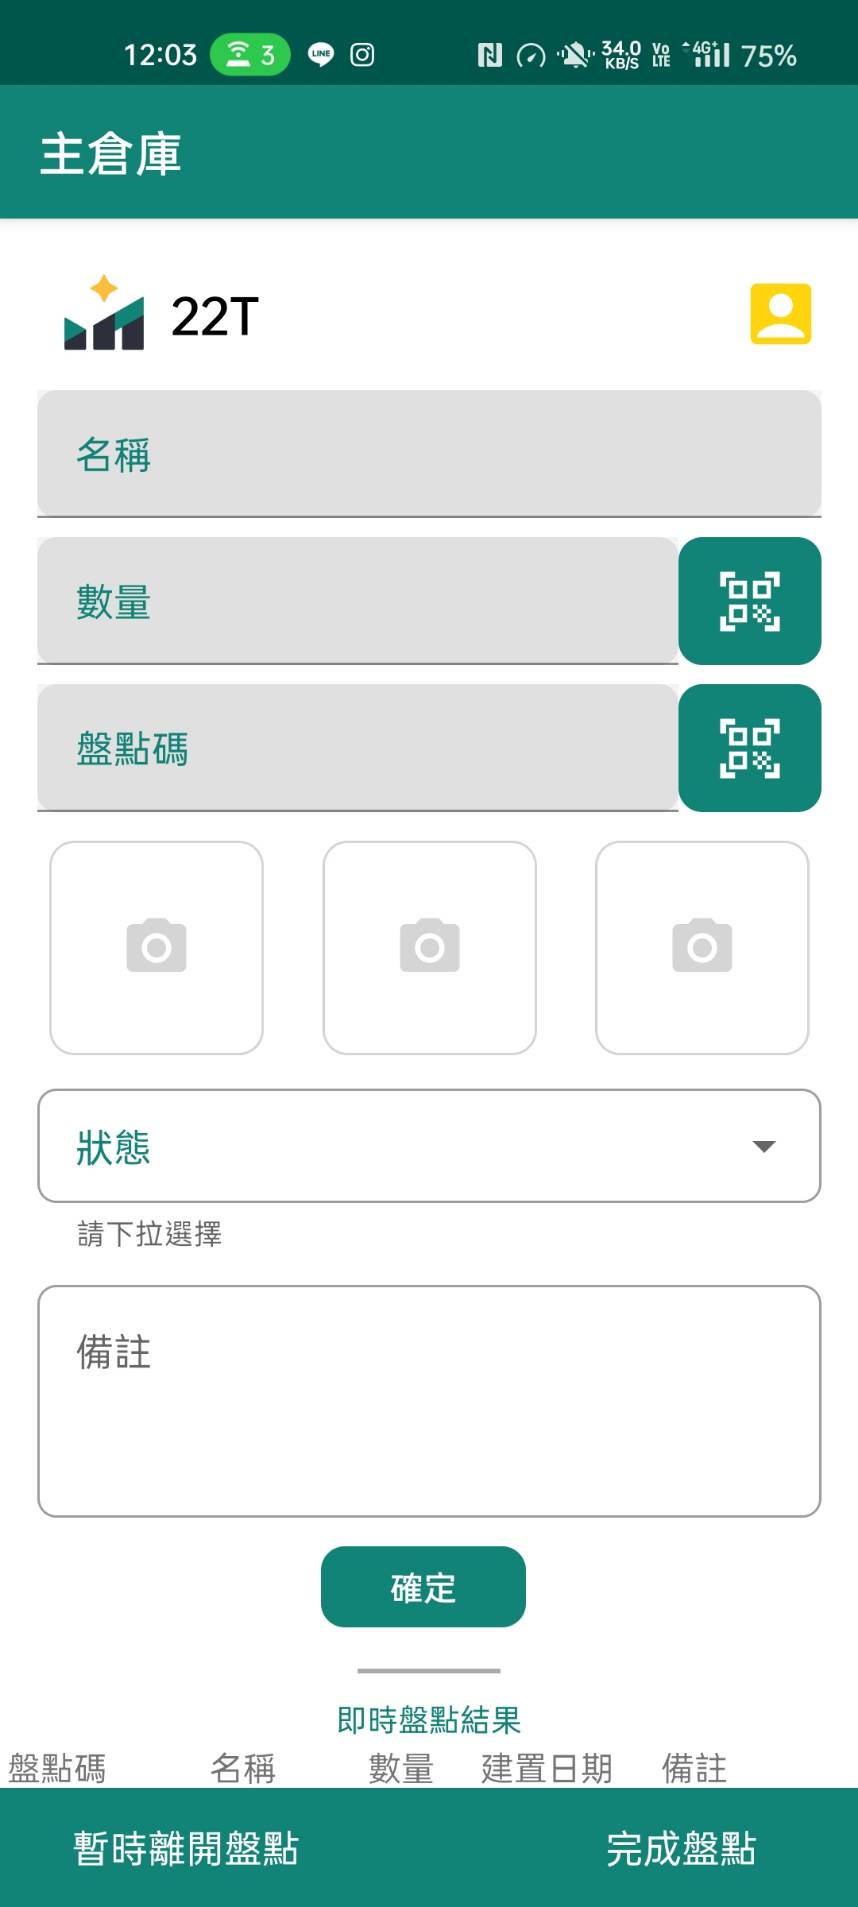 12:03 3 LINE 34.0 KB/S Vo LTE 4G+ 75%
主倉庫
22T
名稱
數量
盤點碼
狀態
請下拉選擇
備註
確定
即時盤點結果
盤點碼 名稱 數量 建置日期 備註
暫時離開盤點 完成盤點